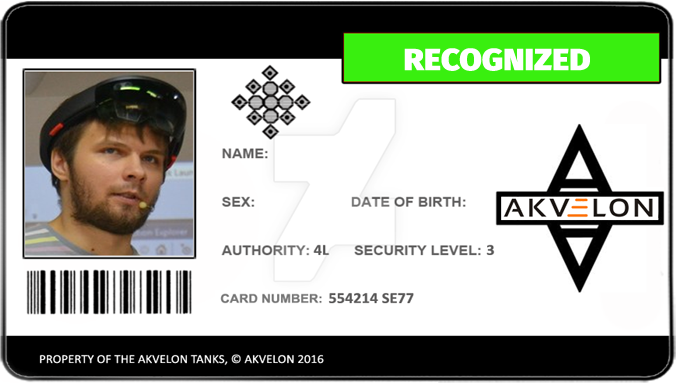 RECOGNIZED
NAME:
SEX: DATE OF BIRTH:
AKVELON
AUTHORITY: 4L SECURITY LEVEL: 3
CARD NUMBER: 554214 SE77
PROPERTY OF THE AKVELON TANKS, © AKVELON 2016